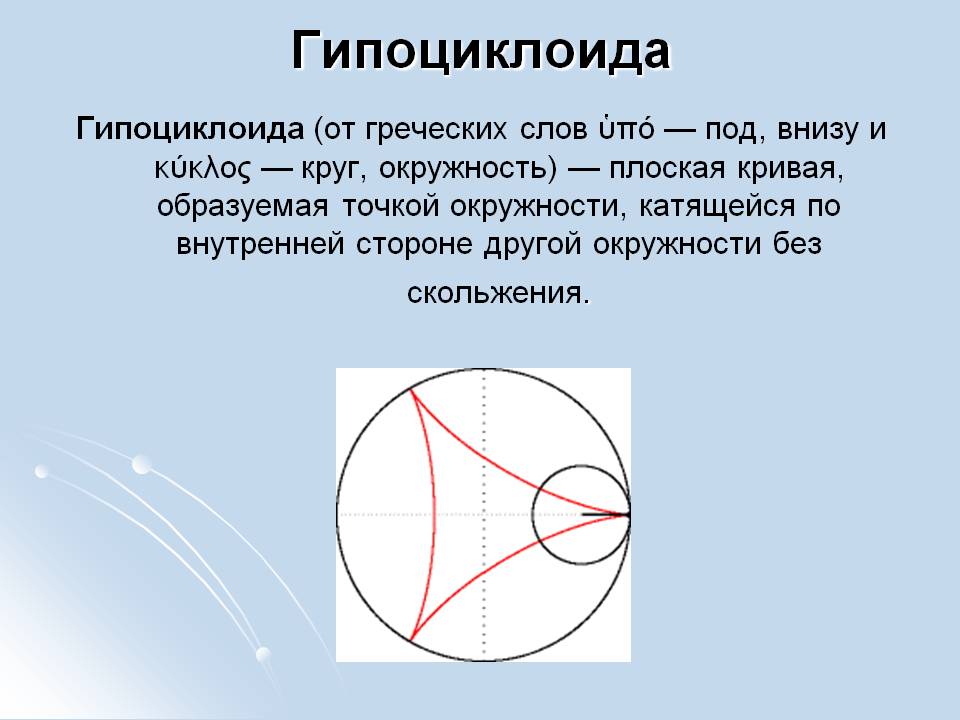 Гипоциклоида
Гипоциклоида (от греческих слов ὑπό — под, внизу и
κύκλος — круг, окружность) — плоская кривая,
образуемая точкой окружности, катящейся по
внутренней стороне другой окружности без
скольжения.